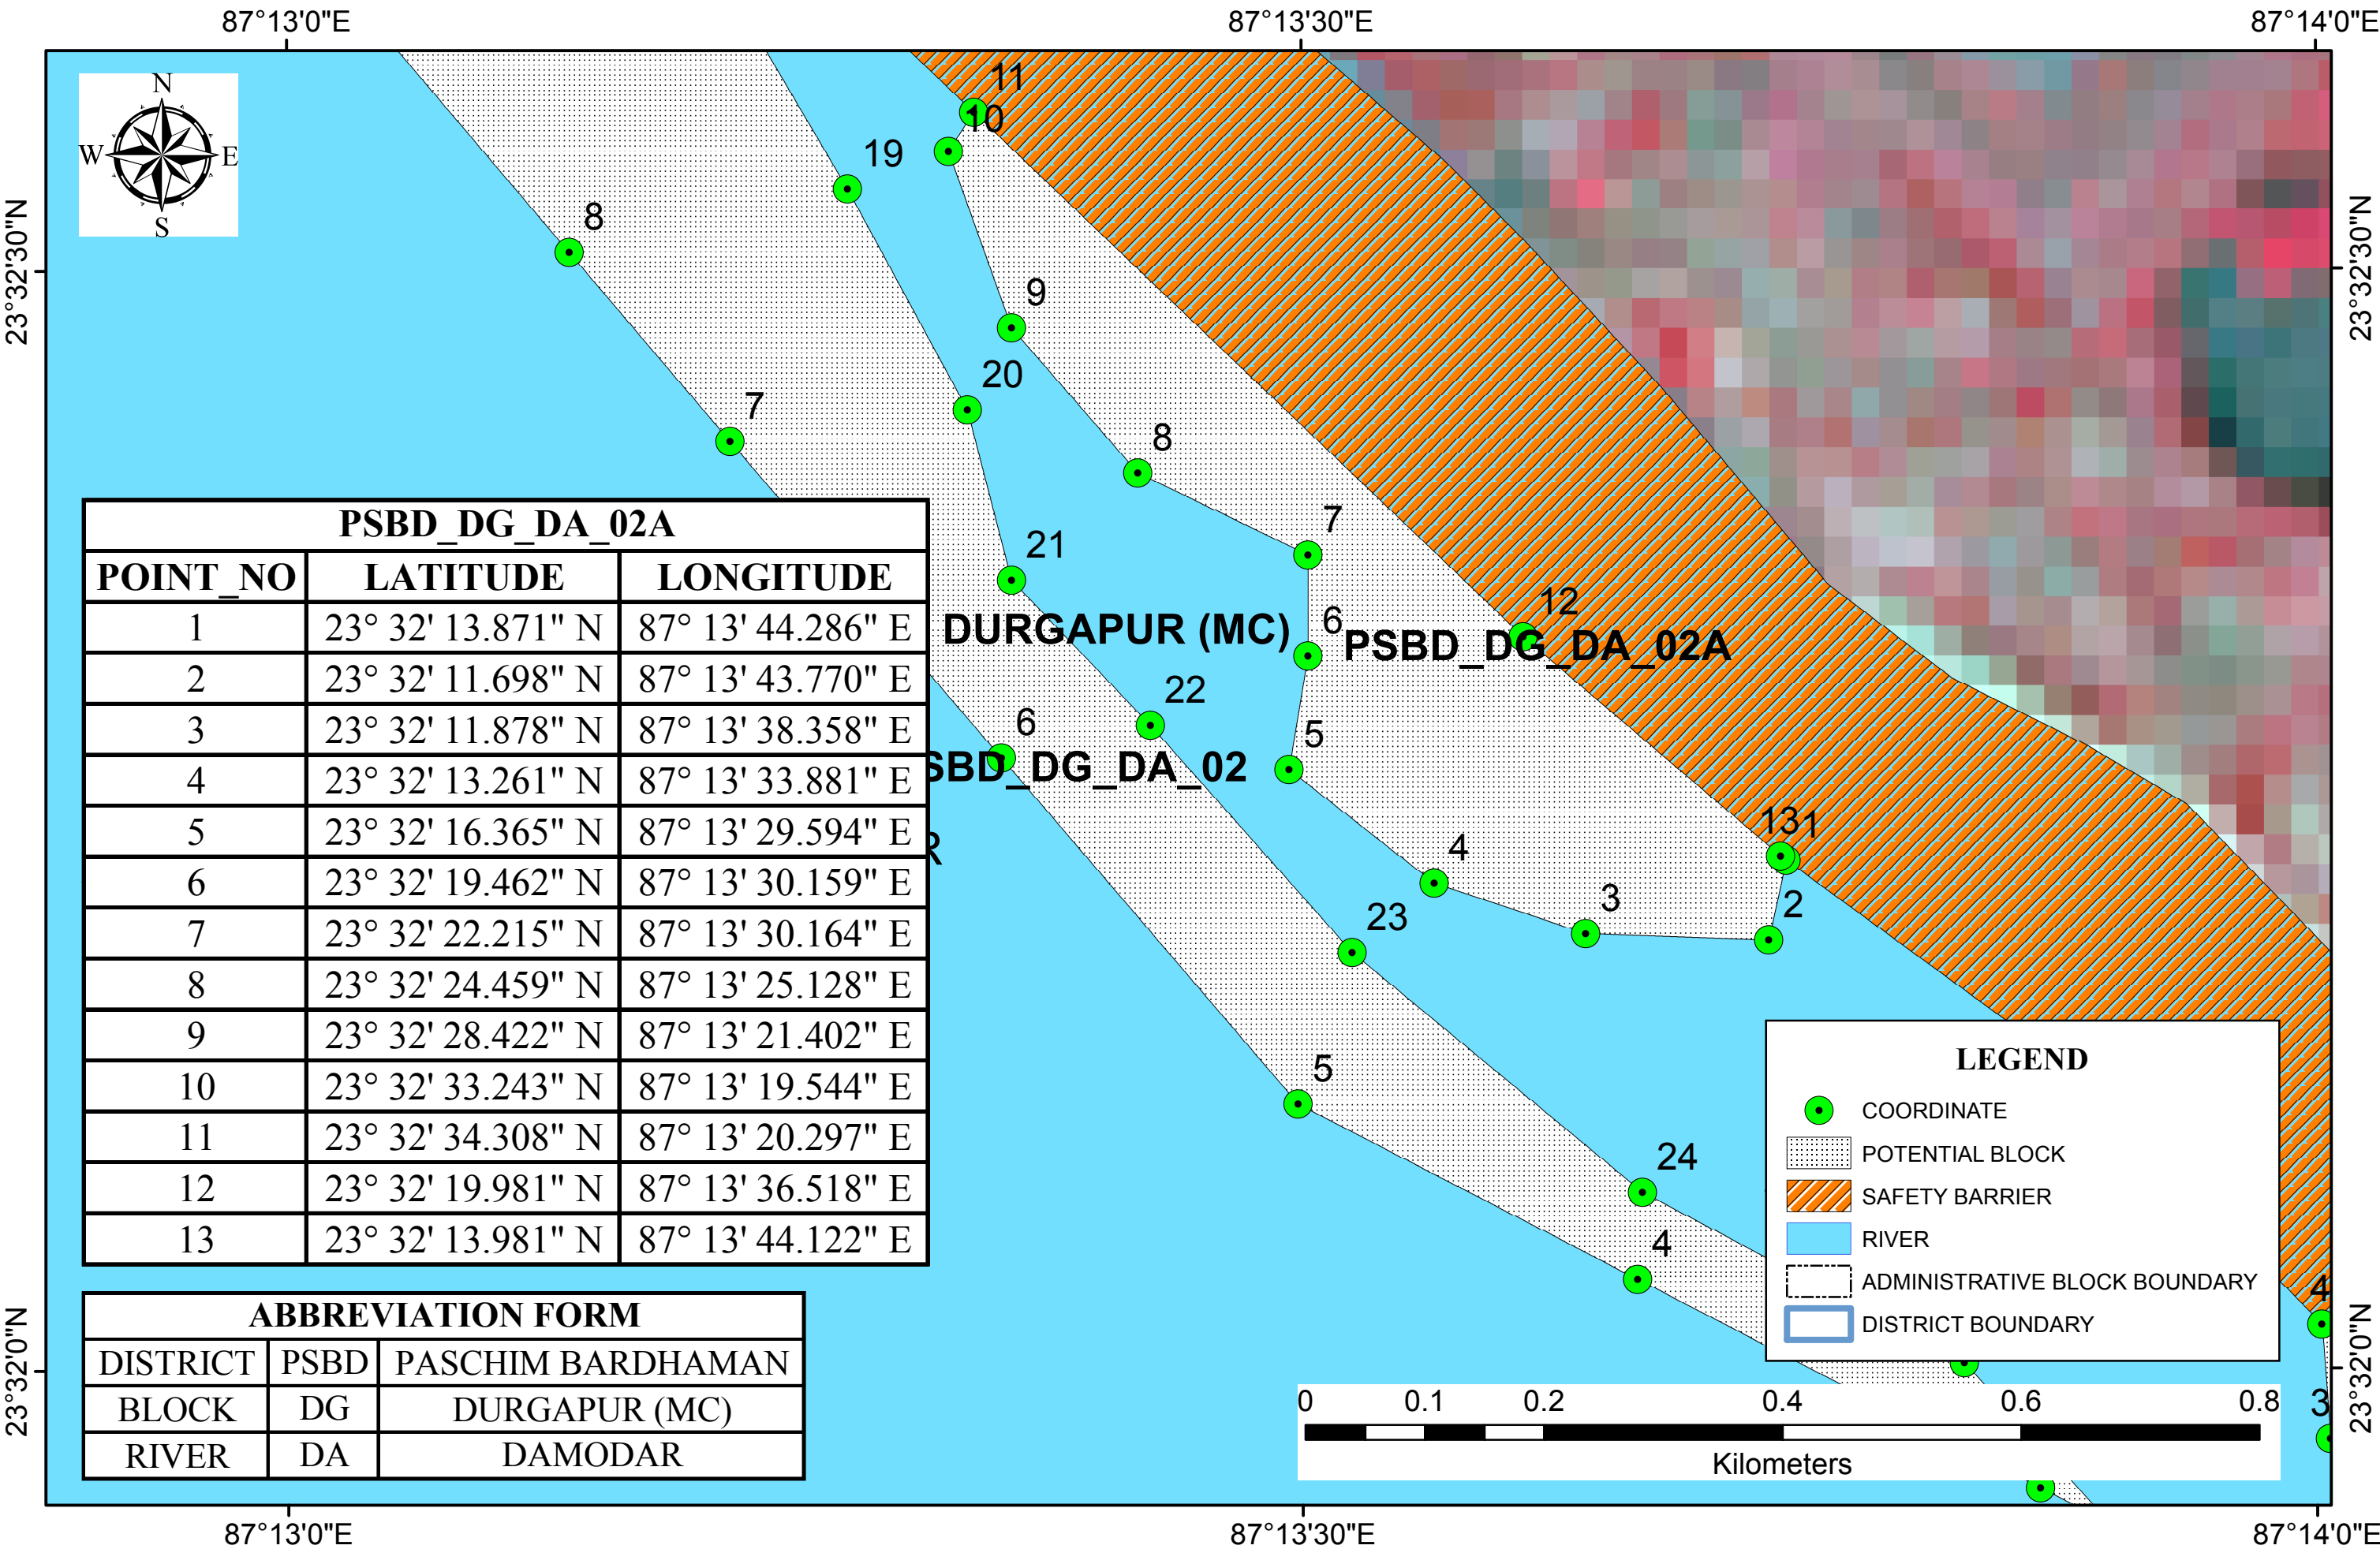 87°13'0"E 87°13'30"E 87°14'0"E
N
W E
S
11
10
19
8
9
20
8
7
7
21
12
6
DURGAPUR (MC)
PSBD_DG_DA_02A
22
6
5
SBD_DG_DA_02
13 1
4
3
2
23
5
24
4
4
3
23°32'30"N
23°32'30"N
23°32'0"N
23°32'0"N
PSBD_DG_DA_02A
POINT_NO LATITUDE LONGITUDE
1 23° 32' 13.871" N 87° 13' 44.286" E
2 23° 32' 11.698" N 87° 13' 43.770" E
3 23° 32' 11.878" N 87° 13' 38.358" E
4 23° 32' 13.261" N 87° 13' 33.881" E
5 23° 32' 16.365" N 87° 13' 29.594" E
6 23° 32' 19.462" N 87° 13' 30.159" E
7 23° 32' 22.215" N 87° 13' 30.164" E
8 23° 32' 24.459" N 87° 13' 25.128" E
9 23° 32' 28.422" N 87° 13' 21.402" E
10 23° 32' 33.243" N 87° 13' 19.544" E
11 23° 32' 34.308" N 87° 13' 20.297" E
12 23° 32' 19.981" N 87° 13' 36.518" E
13 23° 32' 13.981" N 87° 13' 44.122" E
ABBREVIATION FORM
DISTRICT PSBD PASCHIM BARDHAMAN
BLOCK DG DURGAPUR (MC)
RIVER DA DAMODAR
LEGEND
COORDINATE
POTENTIAL BLOCK
SAFETY BARRIER
RIVER
ADMINISTRATIVE BLOCK BOUNDARY
DISTRICT BOUNDARY
0 0.1 0.2 0.4 0.6 0.8
Kilometers
87°13'0"E 87°13'30"E 87°14'0"E